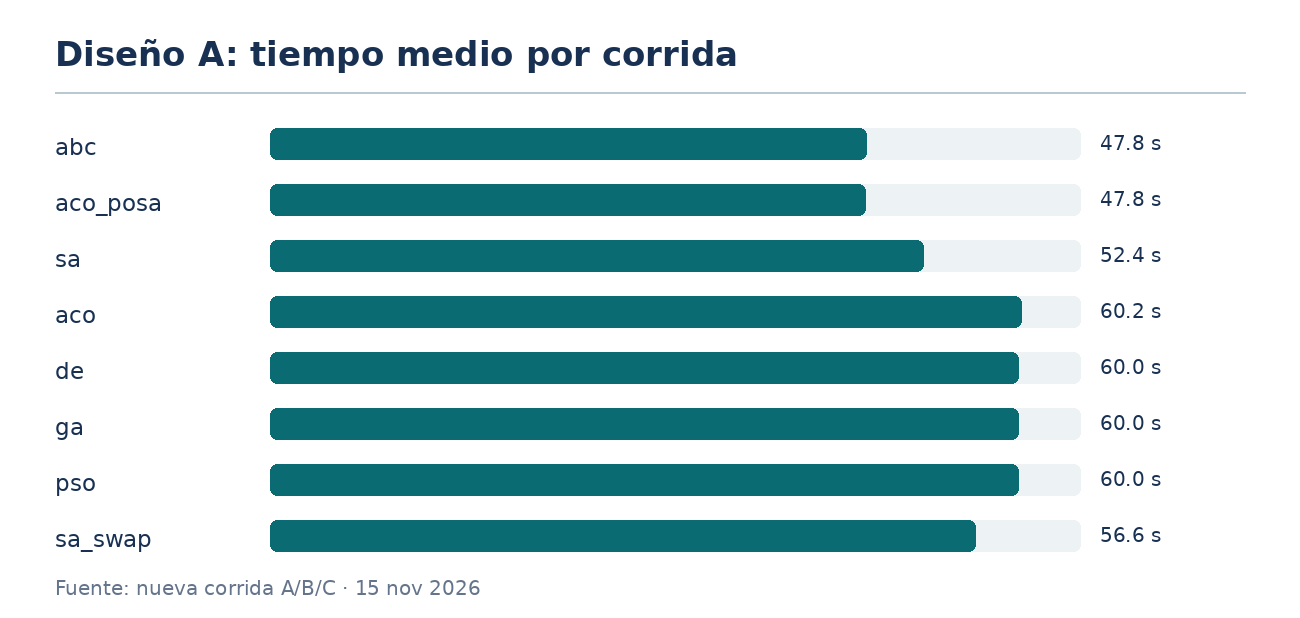 Diseño A: tiempo medio por corrida
abc 47.8 s
aco_posa 47.8 s
sa 52.4 s
aco 60.2 s
de 60.0 s
ga 60.0 s
pso 60.0 s
sa_swap 56.6 s
Fuente: nueva corrida A/B/C · 15 nov 2026